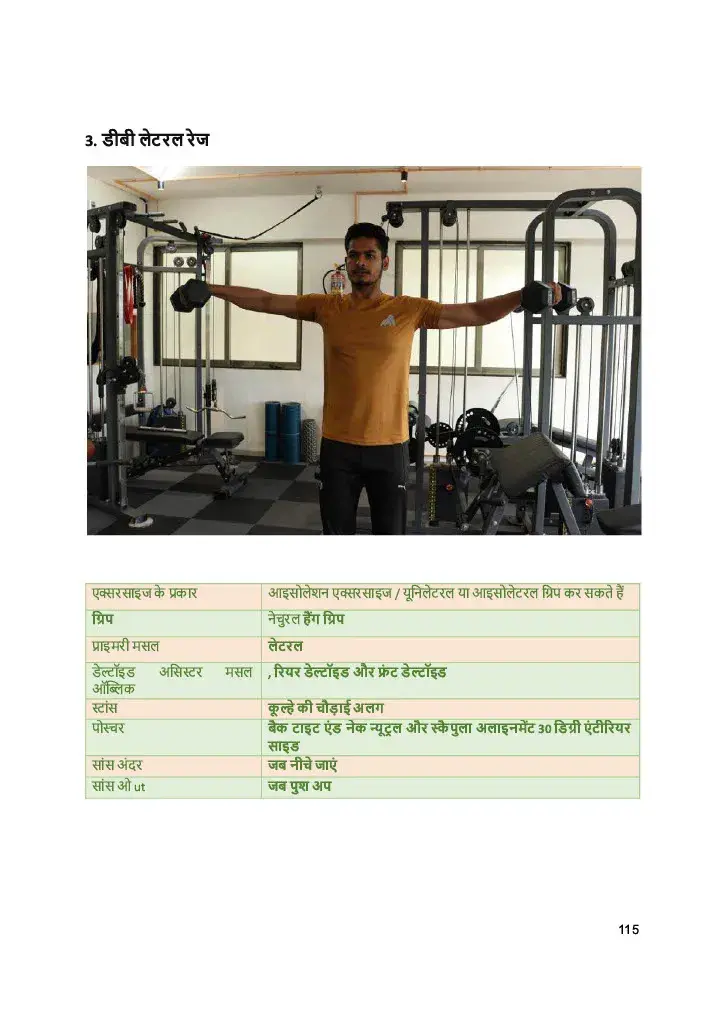 3. डीबी लेटरल रेज
एक्सरसाइज के प्रकार आइसोलेशन एक्सरसाइज / यूनिलेटरल या आइसोलेटरल ग्रिप कर सकते हैं
ग्रिप नेचुरल हैंग ग्रिप
प्राइमरी मसल लेटरल
डेल्टॉइड असिस्टर मसल , रियर डेल्टॉइड और फ्रंट डेल्टॉइड
ऑब्लिक
स्टांस कूल्हे की चौड़ाई अलग
पोस्चर बैक टाइट एंड नेक न्यूट्रल और स्कैपुला अलाइनमेंट 30 डिग्री एंटीरियर
साइड
सांस अंदर जब नीचे जाएं
सांस ओ ut जब पुश अप
115